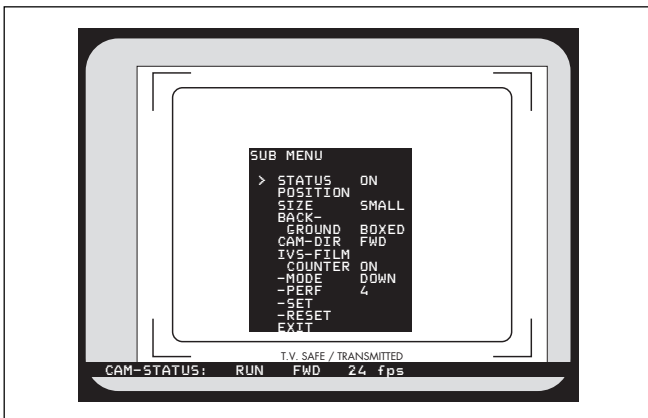 SUB MENU
> STATUS ON
POSITION
SIZE SMALL
BACK-
GROUND BOXED
CAM-DIR FWD
IVS-FILM
COUNTER ON
-MODE DOWN
-PERF 4
-SET
-RESET
EXIT
T.V. SAFE / TRANSMITTED
CAM-STATUS: RUN FWD 24 fps